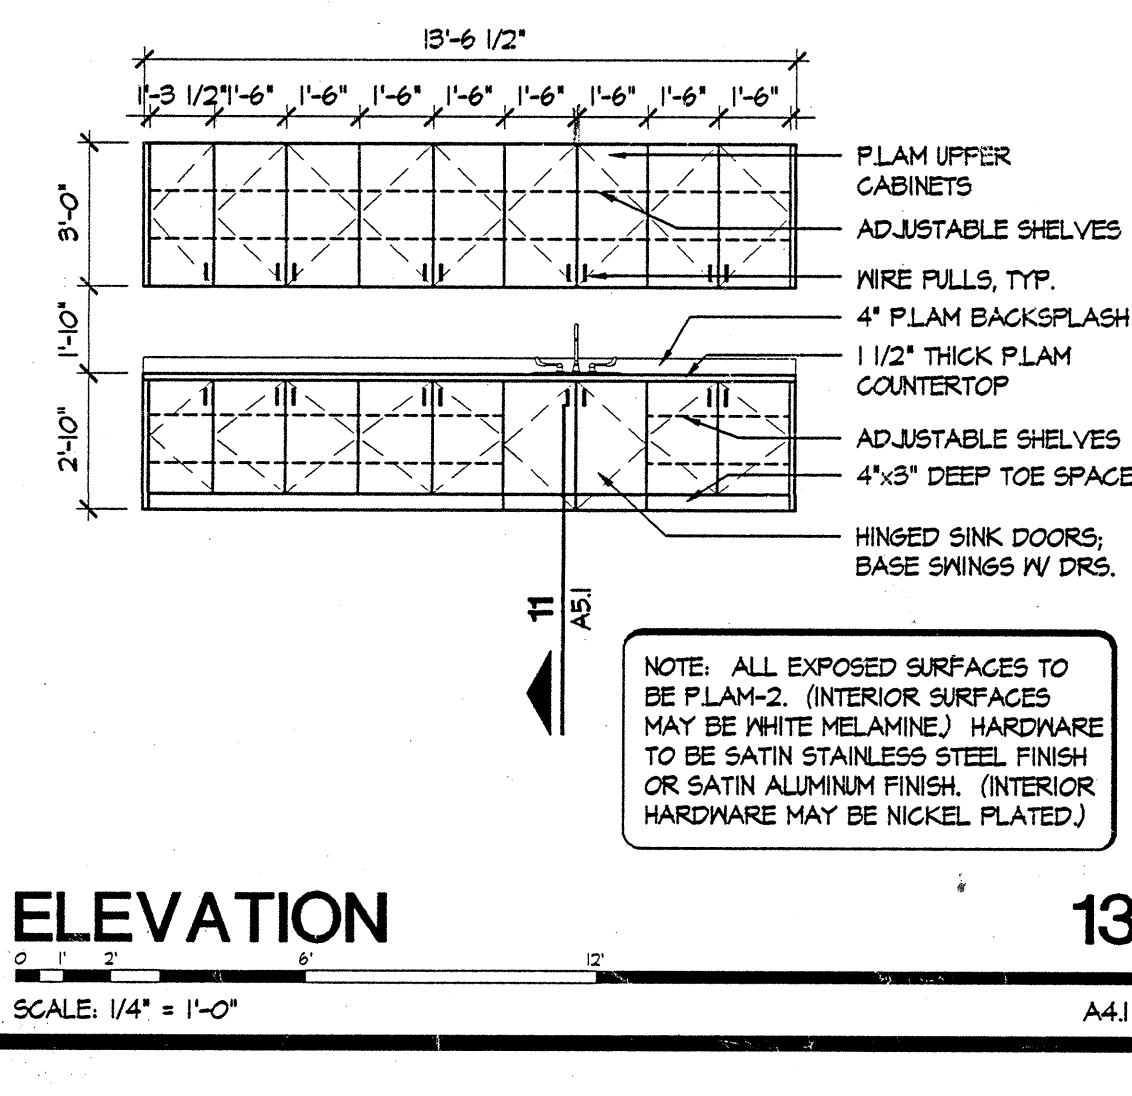 13'-6 1/2"
1'-3 1/2" 1'-6" 1'-6" 1'-6" 1'-6" 1'-6" 1'-6" 1'-6" 1'-6"
3'-0"
1'-10"
2'-10"
P.LAM UPPER
CABINETS
ADJUSTABLE SHELVES
WIRE PULLS, TYP.
4" P.LAM BACKSPLASH
1 1/2" THICK P.LAM
COUNTERTOP
ADJUSTABLE SHELVES
4"x3" DEEP TOE SPACE
HINGED SINK DOORS;
BASE SWINGS W/ DRS.
11
A5.1
NOTE: ALL EXPOSED SURFACES TO
BE P.LAM-2. (INTERIOR SURFACES
MAY BE WHITE MELAMINE.) HARDWARE
TO BE SATIN STAINLESS STEEL FINISH
OR SATIN ALUMINUM FINISH. (INTERIOR
HARDWARE MAY BE NICKEL PLATED.)
ELEVATION
13
0 1' 2' 6' 12'
SCALE: 1/4" = 1'-0"
A4.1